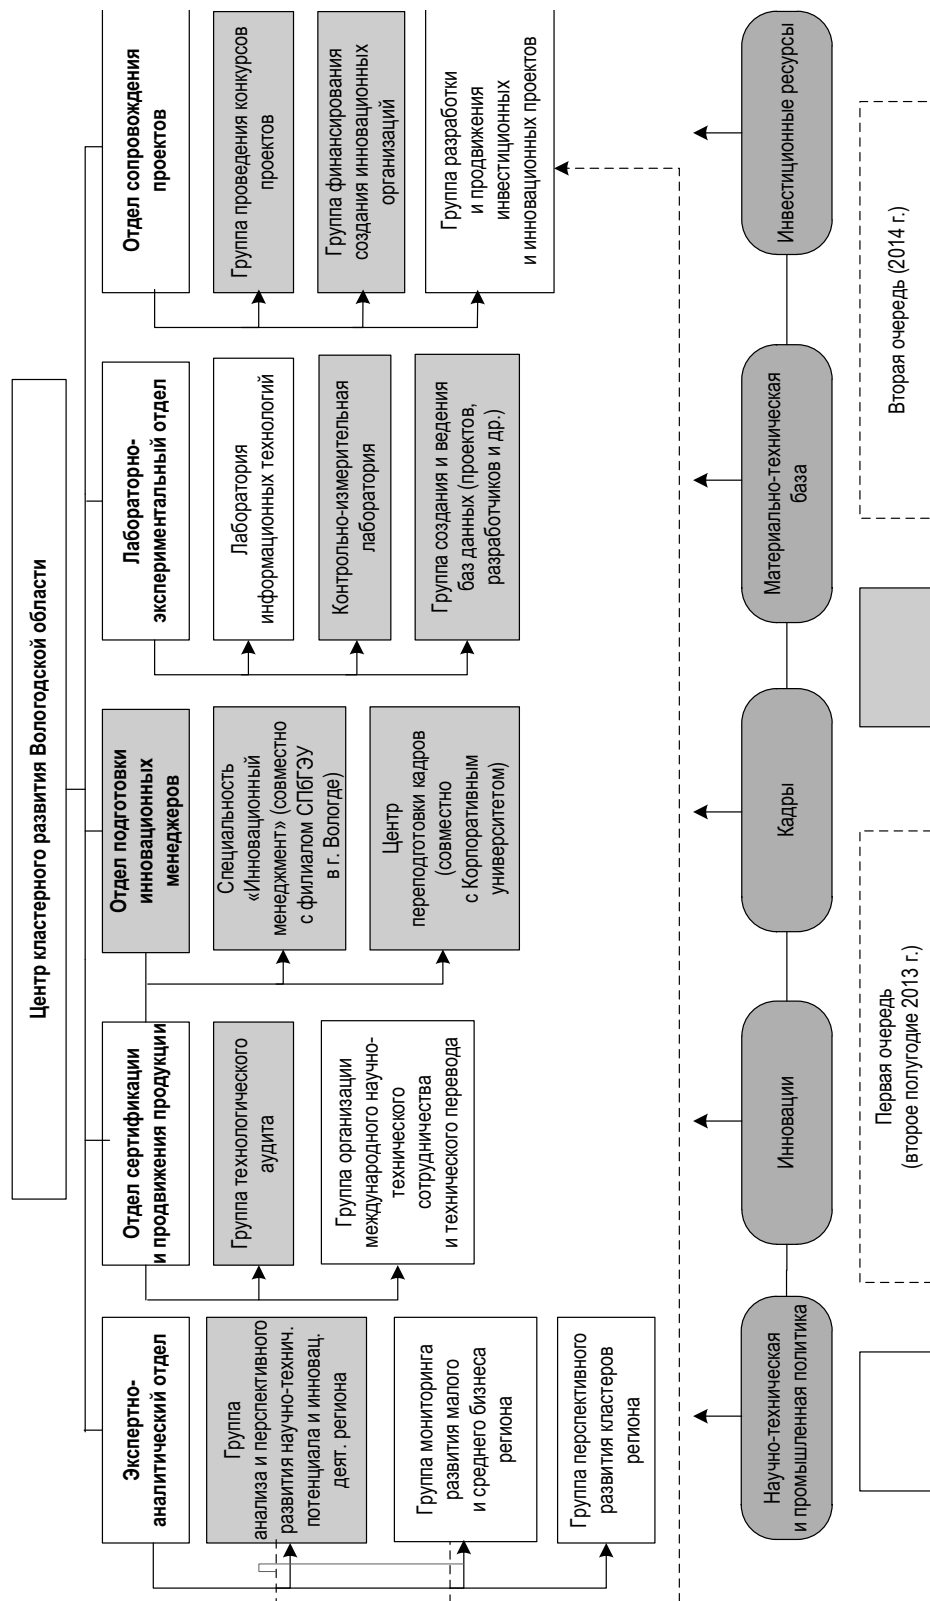 Центр кластерного развития Вологодской области
Экспертно-
аналитический отдел
Группа
анализа и перспективного
развития научно-технич.
потенциала и инновац.
деят. региона
Группа мониторинга
развития малого
и среднего бизнеса
региона
Группа перспективного
развития кластеров
региона
Отдел сертификации
и продвижения продукции
Группа технологического
аудита
Группа организации
международного научно-
технического
сотрудничества
и технического перевода
Отдел подготовки
инновационных
менеджеров
Специальность
«Инновационный
менеджмент» (совместно
с филиалом СПбГЭУ
в г. Вологде)
Центр
переподготовки кадров
(совместно
с Корпоративным
университетом)
Лабораторно-
экспериментальный отдел
Лаборатория
информационных технологий
Контрольно-измерительная
лаборатория
Группа создания и ведения
баз данных (проектов,
разработчиков и др.)
Отдел сопровождения
проектов
Группа проведения конкурсов
проектов
Группа финансирования
создания инновационных
организаций
Группа разработки
и продвижения
инвестиционных
и инновационных проектов
Научно-техническая
и промышленная политика
Инновации
Кадры
Материально-техническая
база
Инвестиционные ресурсы
Первая очередь
(второе полугодие 2013 г.)
Вторая очередь (2014 г.)